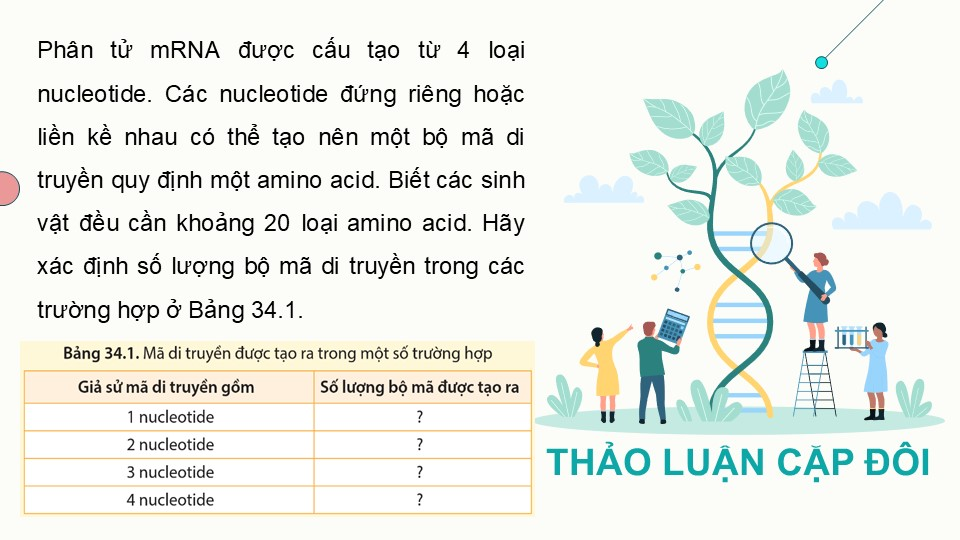 Phân tử mRNA được cấu tạo từ 4 loại
nucleotide. Các nucleotide đứng riêng hoặc
liền kề nhau có thể tạo nên một bộ mã di
truyền quy định một amino acid. Biết các sinh
vật đều cần khoảng 20 loại amino acid. Hãy
xác định số lượng bộ mã di truyền trong các
trường hợp ở Bảng 34.1.
Bảng 34.1. Mã di truyền được tạo ra trong một số trường hợp
Giả sử mã di truyền gồm Số lượng bộ mã được tạo ra
1 nucleotide ?
2 nucleotide ?
3 nucleotide ?
4 nucleotide ?
THẢO LUẬN CẶP ĐÔI